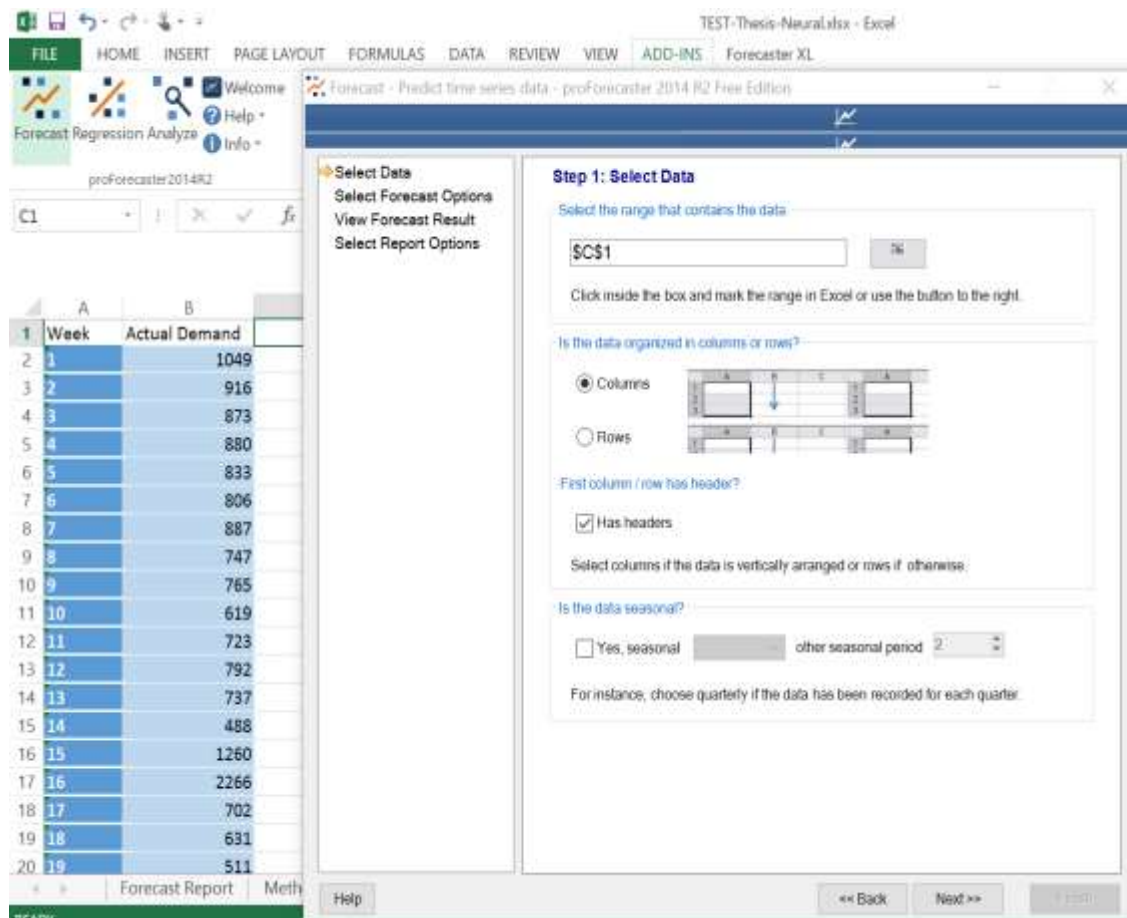 TEST-Thesis-Neural.xlsx - Excel
FILE HOME INSERT PAGE LAYOUT FORMULAS DATA REVIEW VIEW ADD-INS Forecaster XL
Welcome
Help
Info
Forecast Regression Analyze
proForecaster2014R2
Forecast - Predict time series data - proForecaster 2014 R2 Free Edition
C1
fx
A B
1 Week Actual Demand
2 1 1049
3 2 916
4 3 873
5 4 880
6 5 833
7 6 806
8 7 887
9 8 747
10 9 765
11 10 619
12 11 723
13 12 792
14 13 737
15 14 488
16 15 1260
17 16 2266
18 17 702
19 18 631
20 19 511
Forecast Report Meth
Select Data
Select Forecast Options
View Forecast Result
Select Report Options
Step 1: Select Data
Select the range that contains the data
$C$1
Click inside the box and mark the range in Excel or use the button to the right.
Is the data organized in columns or rows?
Columns
Rows
First column / row has header?
Has headers
Select columns if the data is vertically arranged or rows if otherwise
Is the data seasonal?
Yes, seasonal other seasonal period 2
For instance, choose quarterly if the data has been recorded for each quarter.
Help << Back Next >>